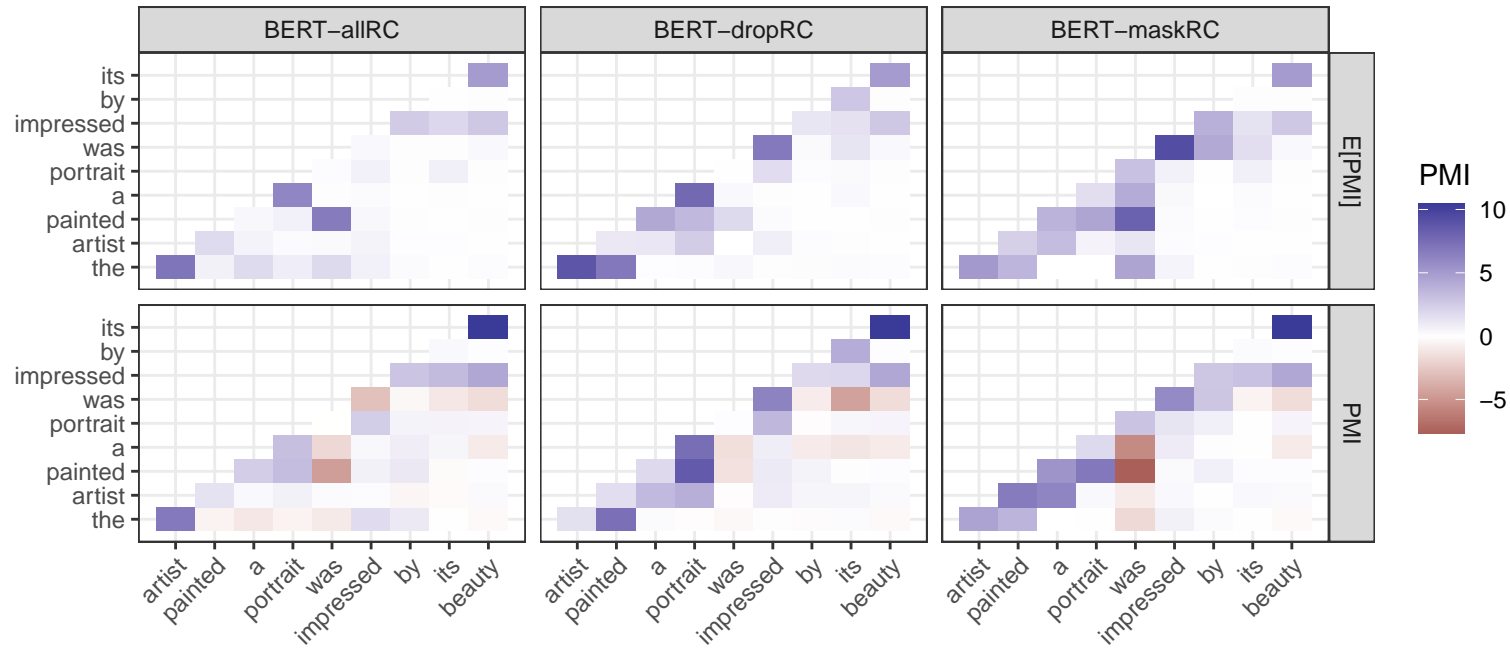 BERT−allRC
BERT−dropRC
BERT−maskRC
its
by
impressed
was
portrait
a
painted
artist
the
E[PMI]
its
by
impressed
was
portrait
a
painted
artist
the
PMI
artist
painted
a
portrait
was
impressed
by
its
beauty
artist
painted
a
portrait
was
impressed
by
its
beauty
artist
painted
a
portrait
was
impressed
by
its
beauty
PMI
10
5
0
−5